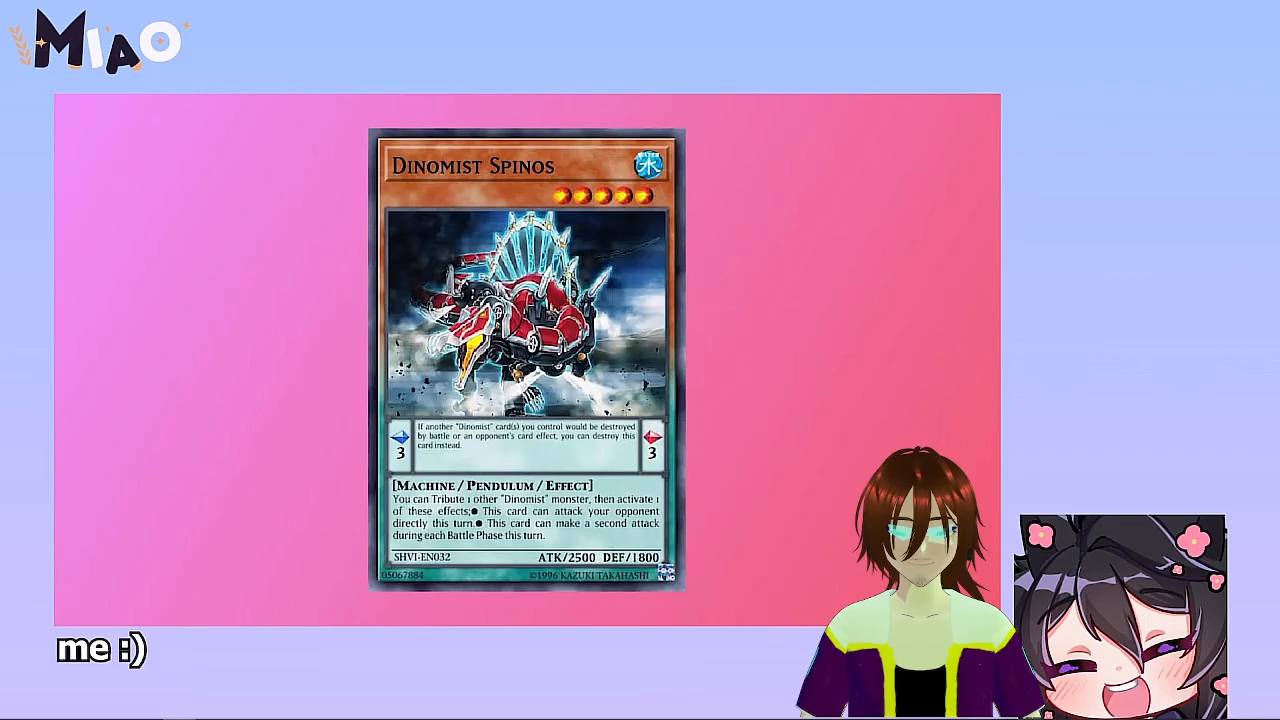 MIAO
DINOMIST SPINOS
WATER
水
If another "Dinomist" card(s) you control would be destroyed
by battle or an opponent's card effect, you can destroy this
card instead.
3
3
[MACHINE / PENDULUM / EFFECT]
You can Tribute 1 other "Dinomist" monster, then activate 1
of these effects;● This card can attack your opponent
directly this turn.● This card can make a second attack
during each Battle Phase this turn.
SHVI-EN032
ATK/2500 DEF/1800
05067884
©1996 KAZUKI TAKAHASHI
me :)